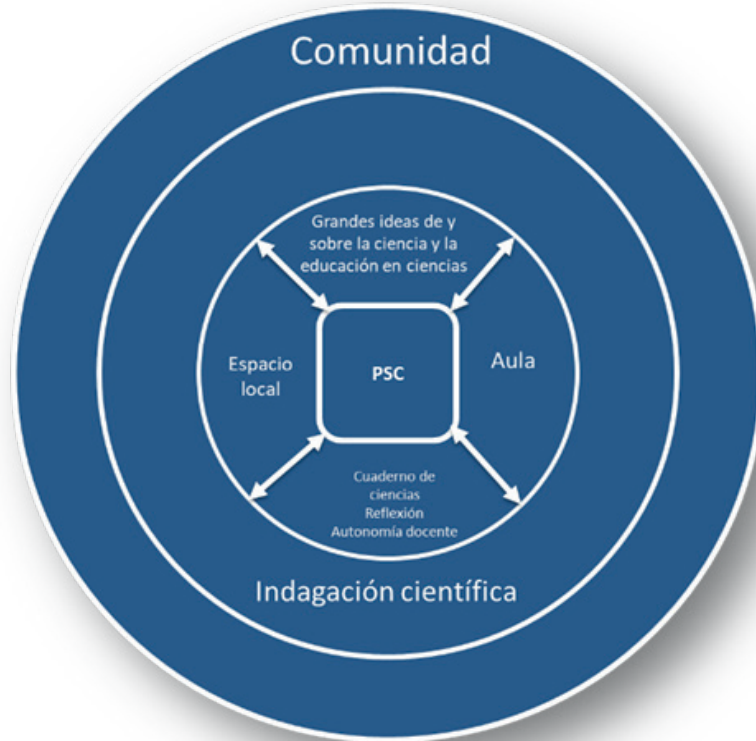 Comunidad
Grandes ideas de y
sobre la ciencia y la
educación en ciencias
Espacio
local
PSC
Aula
Cuaderno de
ciencias
Reflexión
Autonomía docente
Indagación científica